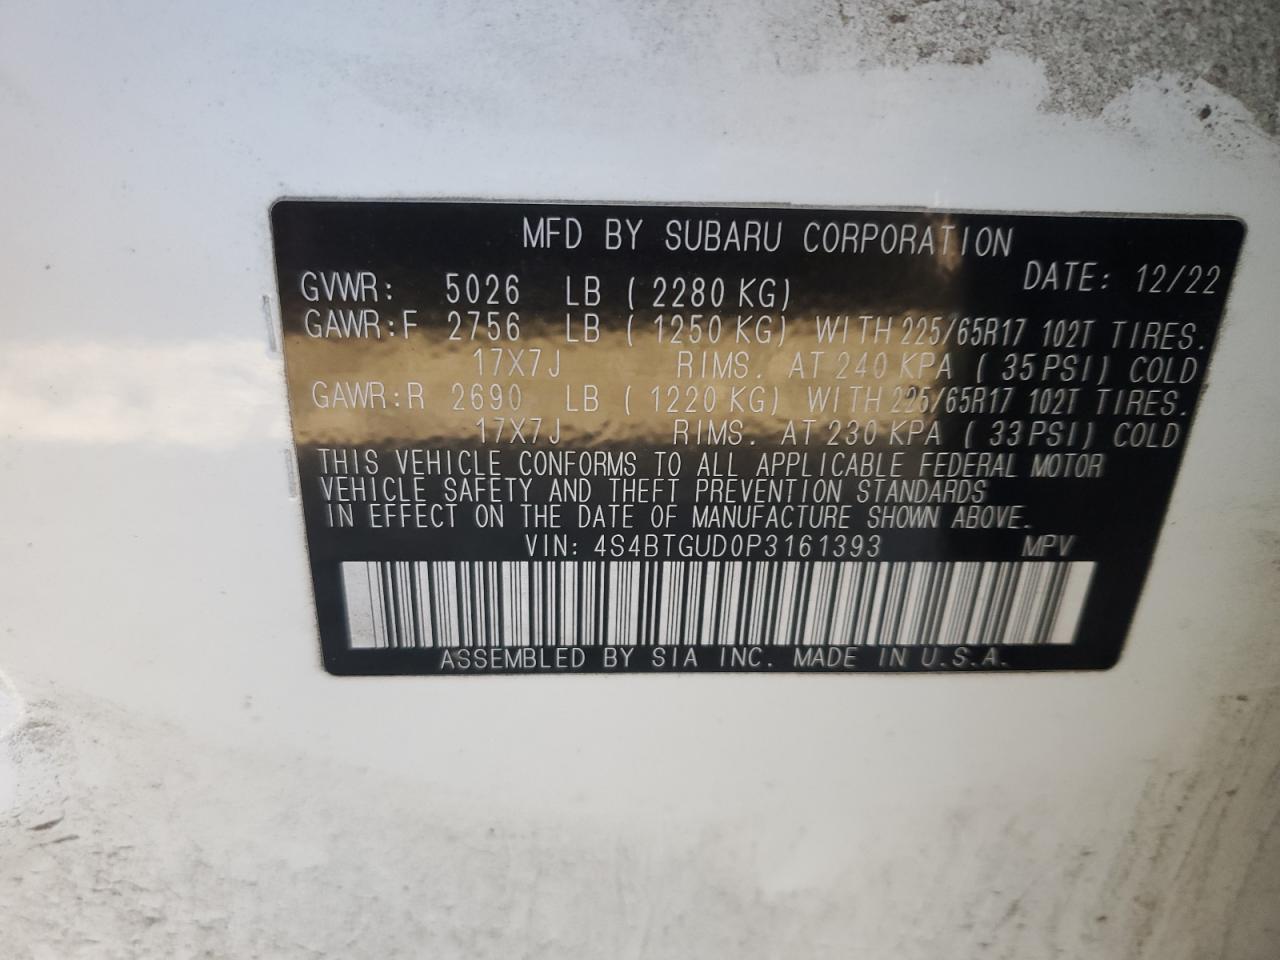 MFD BY SUBARU CORPORATION
DATE: 12/22
GVWR: 5026 LB ( 2280 KG)
GAWR:F 2756 LB ( 1250 KG) WITH 225/65R17 102T TIRES.
17X7J RIMS. AT 240 KPA ( 35 PSI) COLD
GAWR:R 2690 LB ( 1220 KG) WITH 225/65R17 102T TIRES.
17X7J RIMS. AT 230 KPA ( 33 PSI) COLD
THIS VEHICLE CONFORMS TO ALL APPLICABLE FEDERAL MOTOR
VEHICLE SAFETY AND THEFT PREVENTION STANDARDS
IN EFFECT ON THE DATE OF MANUFACTURE SHOWN ABOVE.
VIN: 4S4BTGUD0P3161393 MPV
ASSEMBLED BY SIA INC. MADE IN U.S.A.